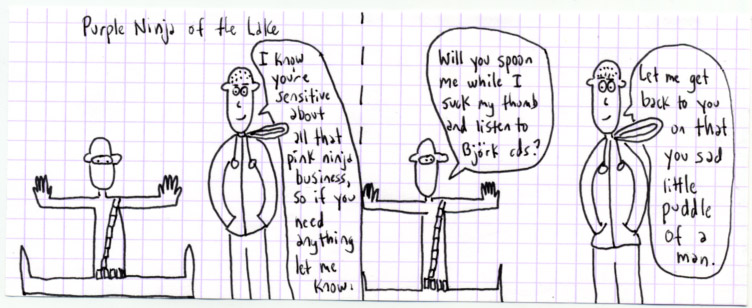 Purple Ninja of the Lake
I know
you're
sensitive
about
all that
pink ninja
business,
so if you
need
anything
let me
know.
Will you spoon
me while I
suck my thumb
and listen to
Björk cds?
Let me get
back to you
on that
you sad
little
puddle
of a
man.